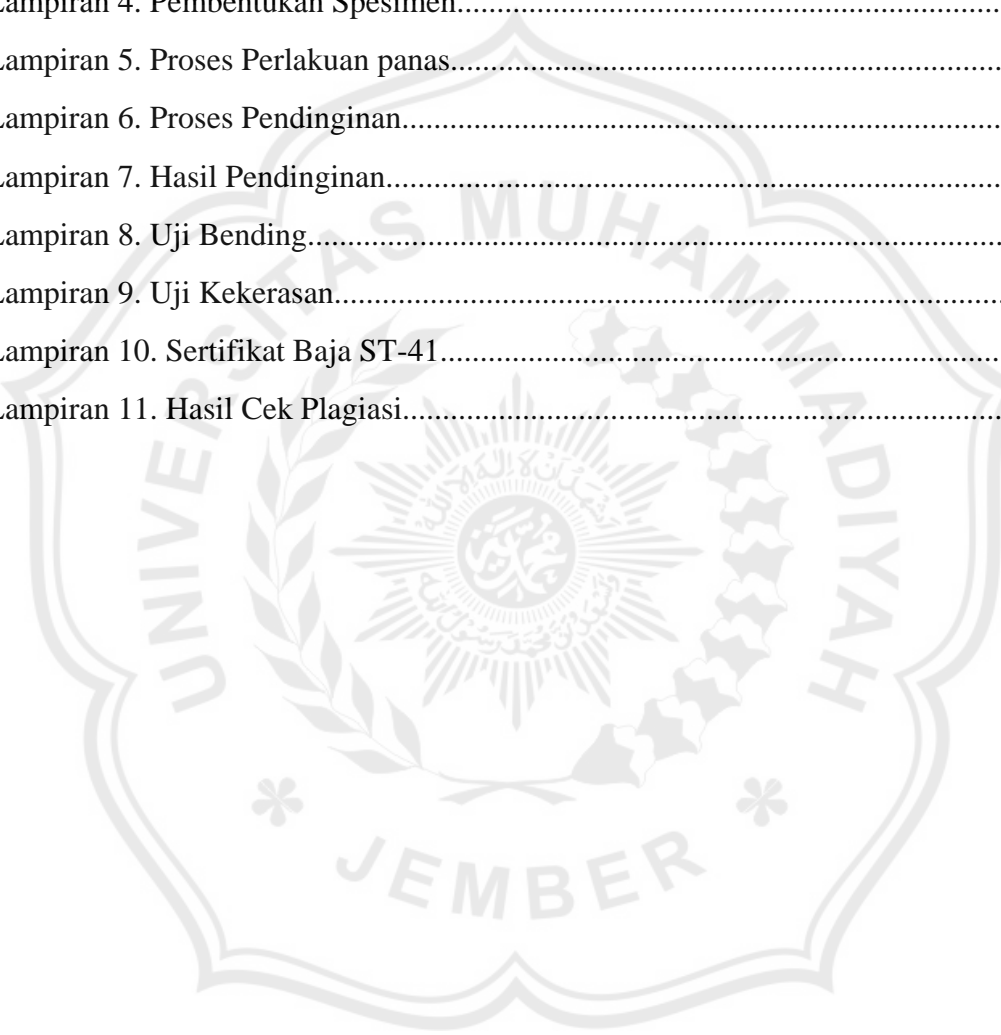 Lampiran 4. Pembentukan Spesimen....................................................................
Lampiran 5. Proses Perlakuan panas.....................................................................
Lampiran 6. Proses Pendinginan...........................................................................
Lampiran 7. Hasil Pendinginan.............................................................................
Lampiran 8. Uji Bending.......................................................................................
Lampiran 9. Uji Kekerasan....................................................................................
Lampiran 10. Sertifikat Baja ST-41......................................................................
Lampiran 11. Hasil Cek Plagiasi...........................................................................
UNIVERSITAS MUHAMMADIYAH
JEMBER